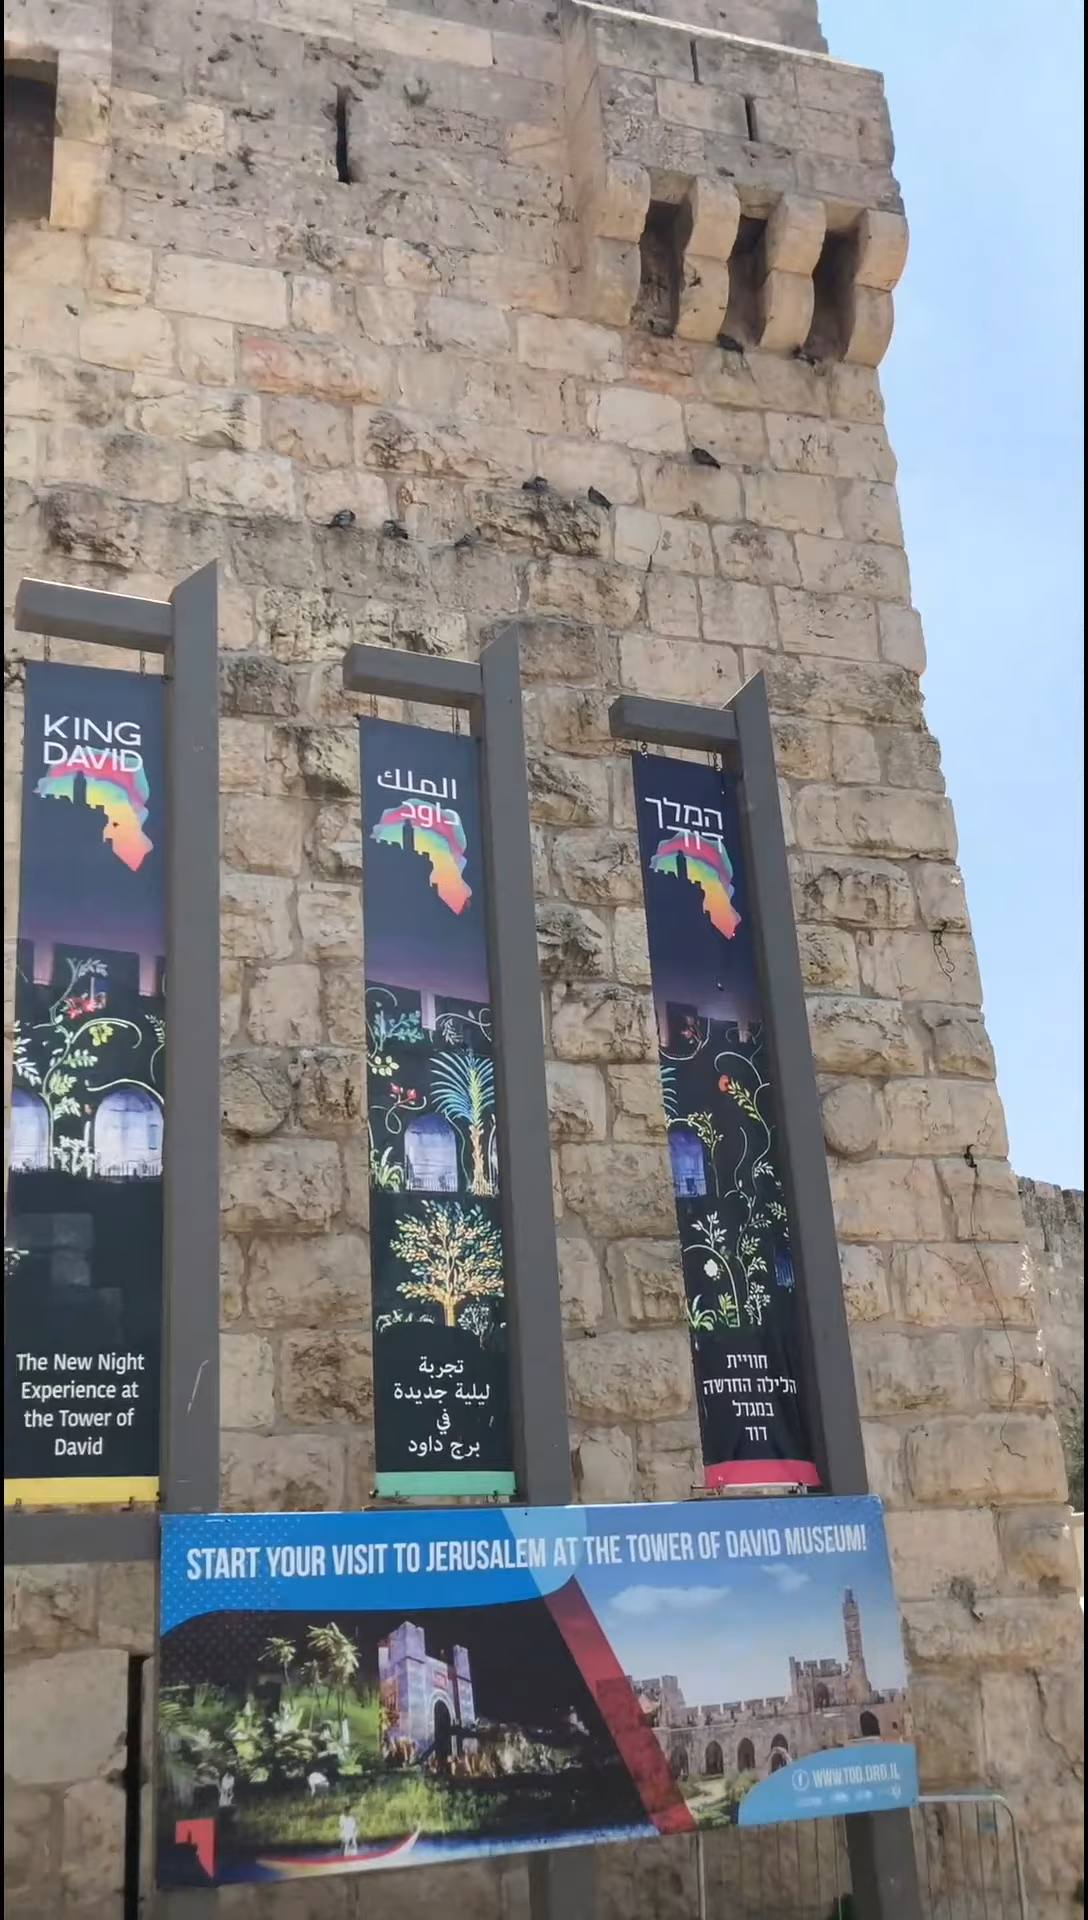 KING
DAVID
The New Night
Experience at
the Tower of
David
الملك
داود
تجربة
ليلية جديدة
في
برج داود
המלך
דוד
חוויית
הלילה החדשה
במגדל
דוד
START YOUR VISIT TO JERUSALEM AT THE TOWER OF DAVID MUSEUM!
WWW.TOD.ORG.IL